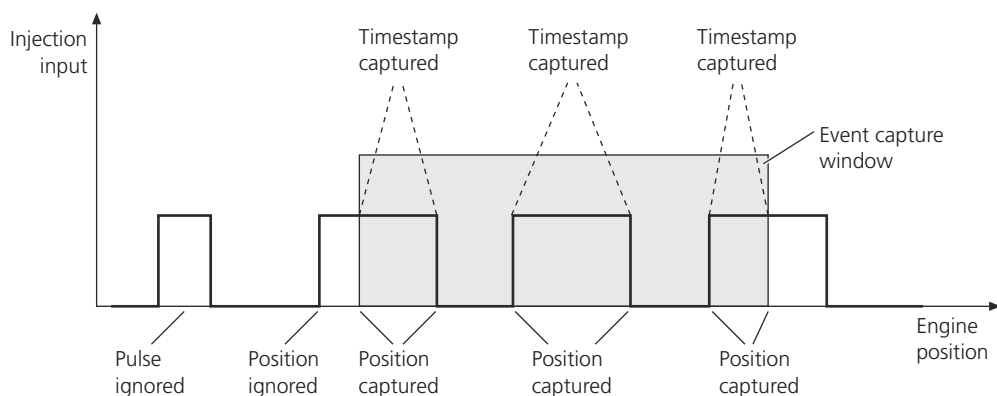 Injection
input
Timestamp
captured
Timestamp
captured
Timestamp
captured
Event capture
window
Pulse
ignored
Position
ignored
Position
captured
Position
captured
Position
captured
Engine
position